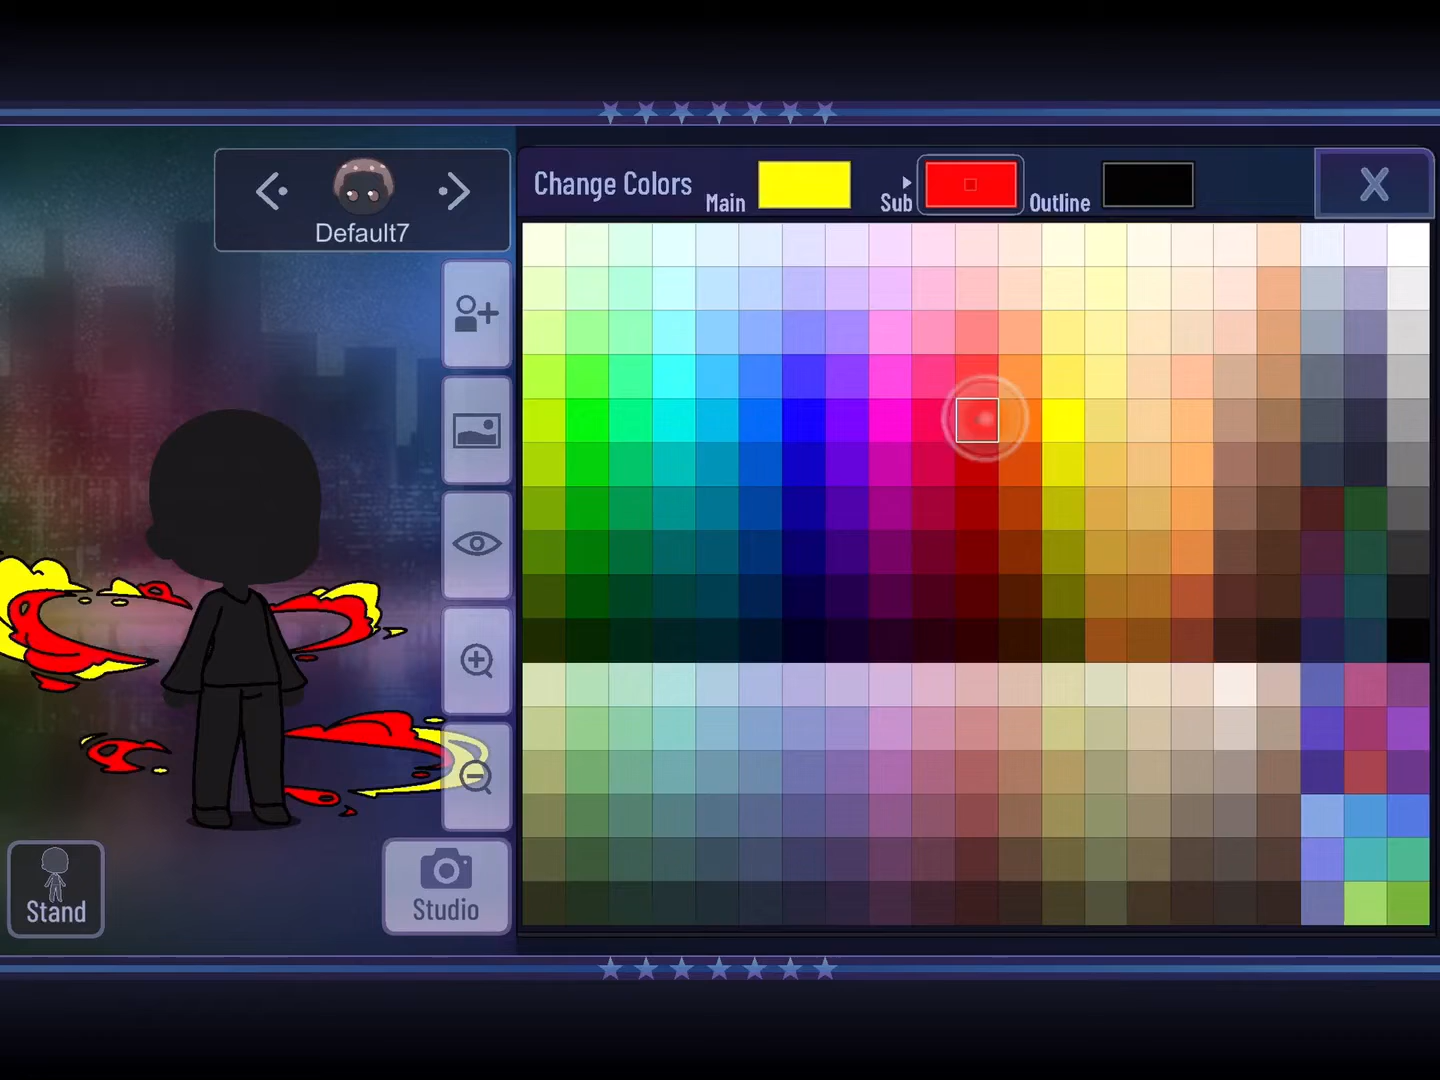 Default7
Change Colors
Main
Sub
Outline
X
Stand
Studio